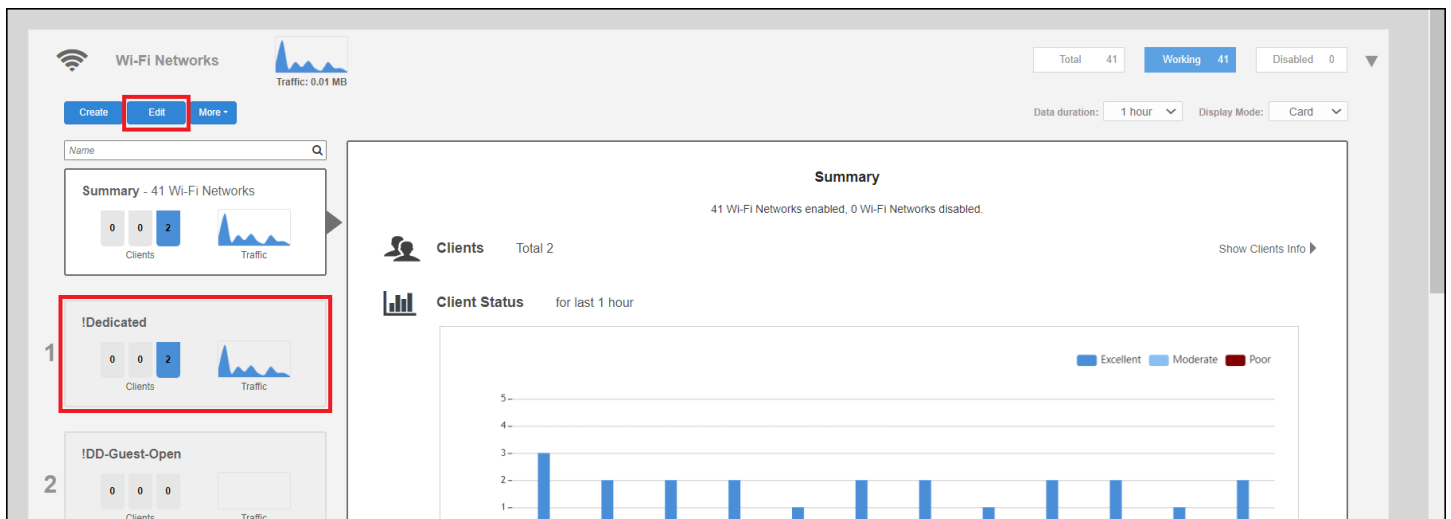 Wi-Fi Networks
Traffic: 0.01 MB
Total 41
Working 41
Disabled 0
Create
Edit
More
Data duration: 1 hour
Display Mode: Card
Name
Summary - 41 Wi-Fi Networks
0 0 2
Clients
Traffic
Summary
41 Wi-Fi Networks enabled, 0 Wi-Fi Networks disabled.
Clients Total 2
Show Clients Info
Client Status for last 1 hour
1
!Dedicated
0 0 2
Clients
Traffic
Excellent
Moderate
Poor
5
4
3
2
1
2
!DD-Guest-Open
0 0 0
Clients
Traffic